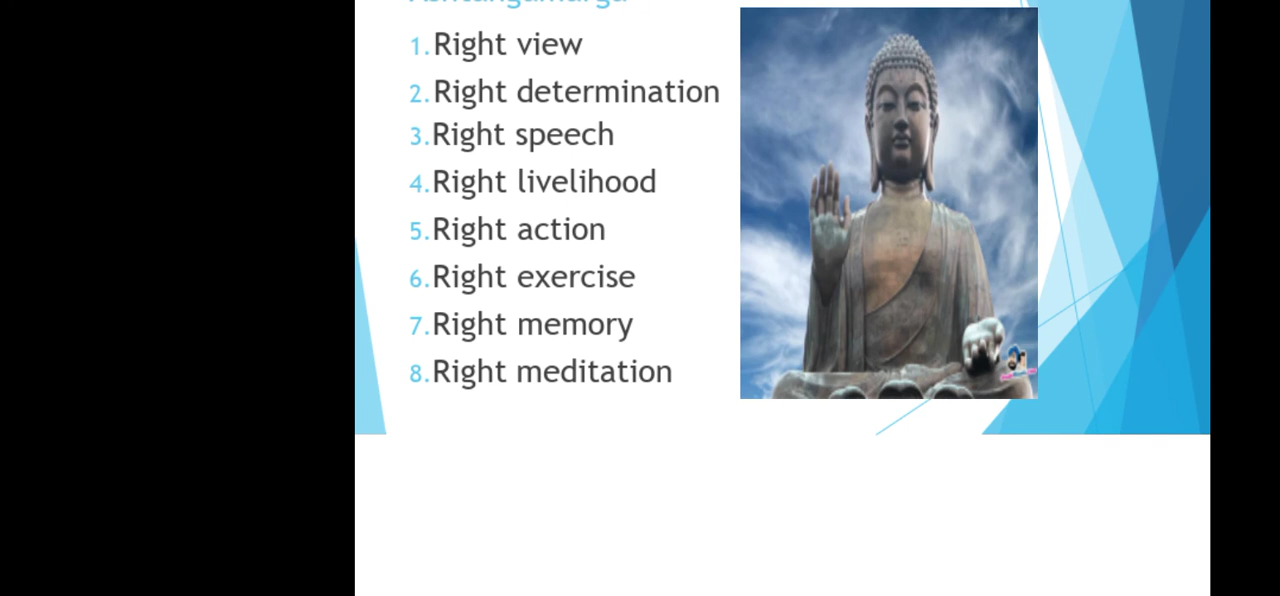 Ashtangamarga
1. Right view
2. Right determination
3. Right speech
4. Right livelihood
5. Right action
6. Right exercise
7. Right memory
8. Right meditation